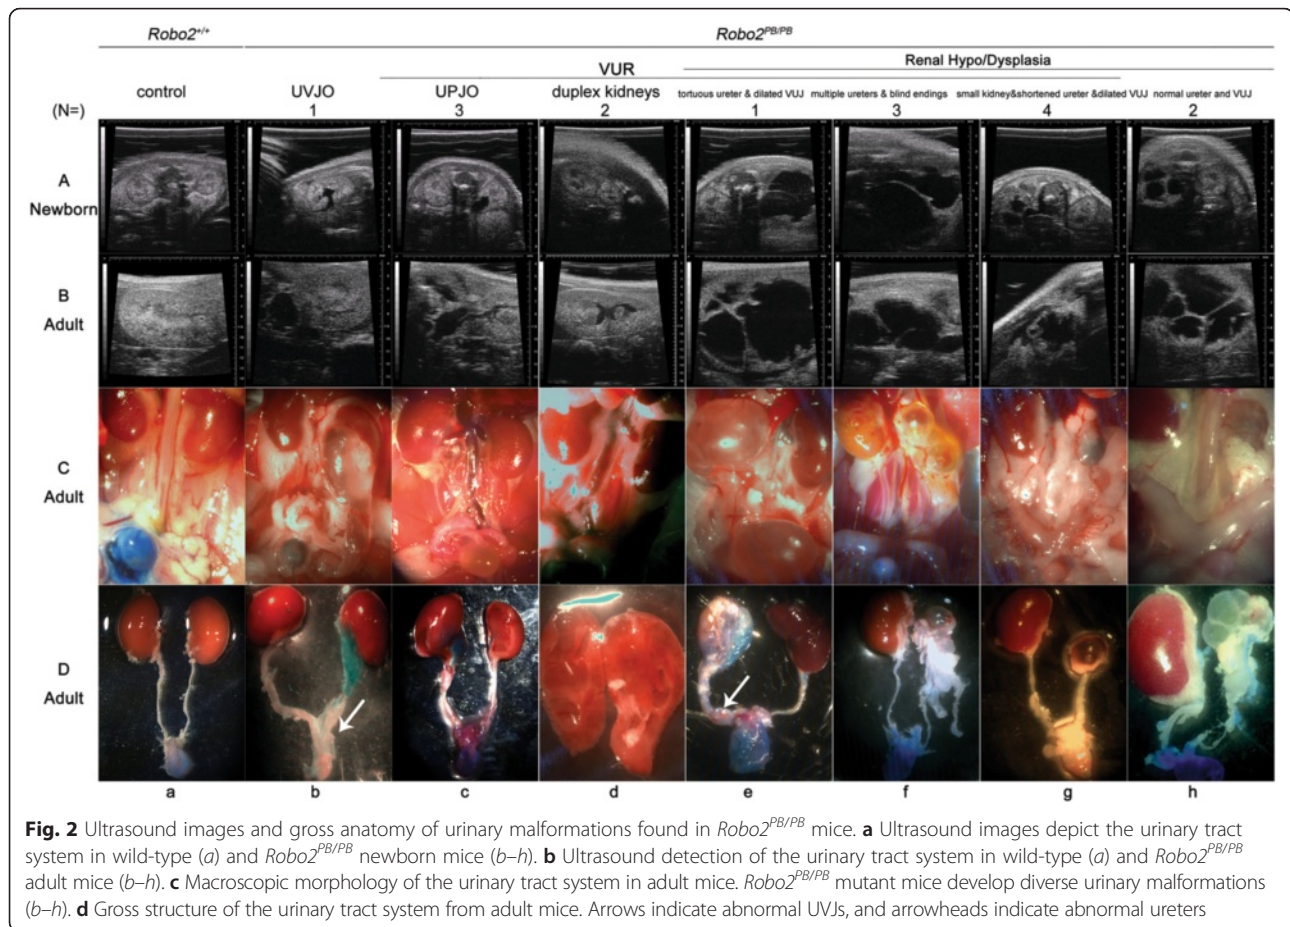 Robo2+/+ Robo2PB/PB
Renal Hypo/Dysplasia
VUR
control UVJO UPJO duplex kidneys tortuous ureter & dilated VUJ multiple ureters & blind endings small kidney&shortened ureter &dilated VUJ normal ureter and VUJ
(N=) 1 3 2 1 3 4 2
A
Newborn
B
Adult
C
Adult
D
Adult
a b c d e f g h
Fig. 2 Ultrasound images and gross anatomy of urinary malformations found in Robo2PB/PB mice. a Ultrasound images depict the urinary tract
system in wild-type (a) and Robo2PB/PB newborn mice (b–h). b Ultrasound detection of the urinary tract system in wild-type (a) and Robo2PB/PB
adult mice (b–h). c Macroscopic morphology of the urinary tract system in adult mice. Robo2PB/PB mutant mice develop diverse urinary malformations
(b–h). d Gross structure of the urinary tract system from adult mice. Arrows indicate abnormal UVJs, and arrowheads indicate abnormal ureters